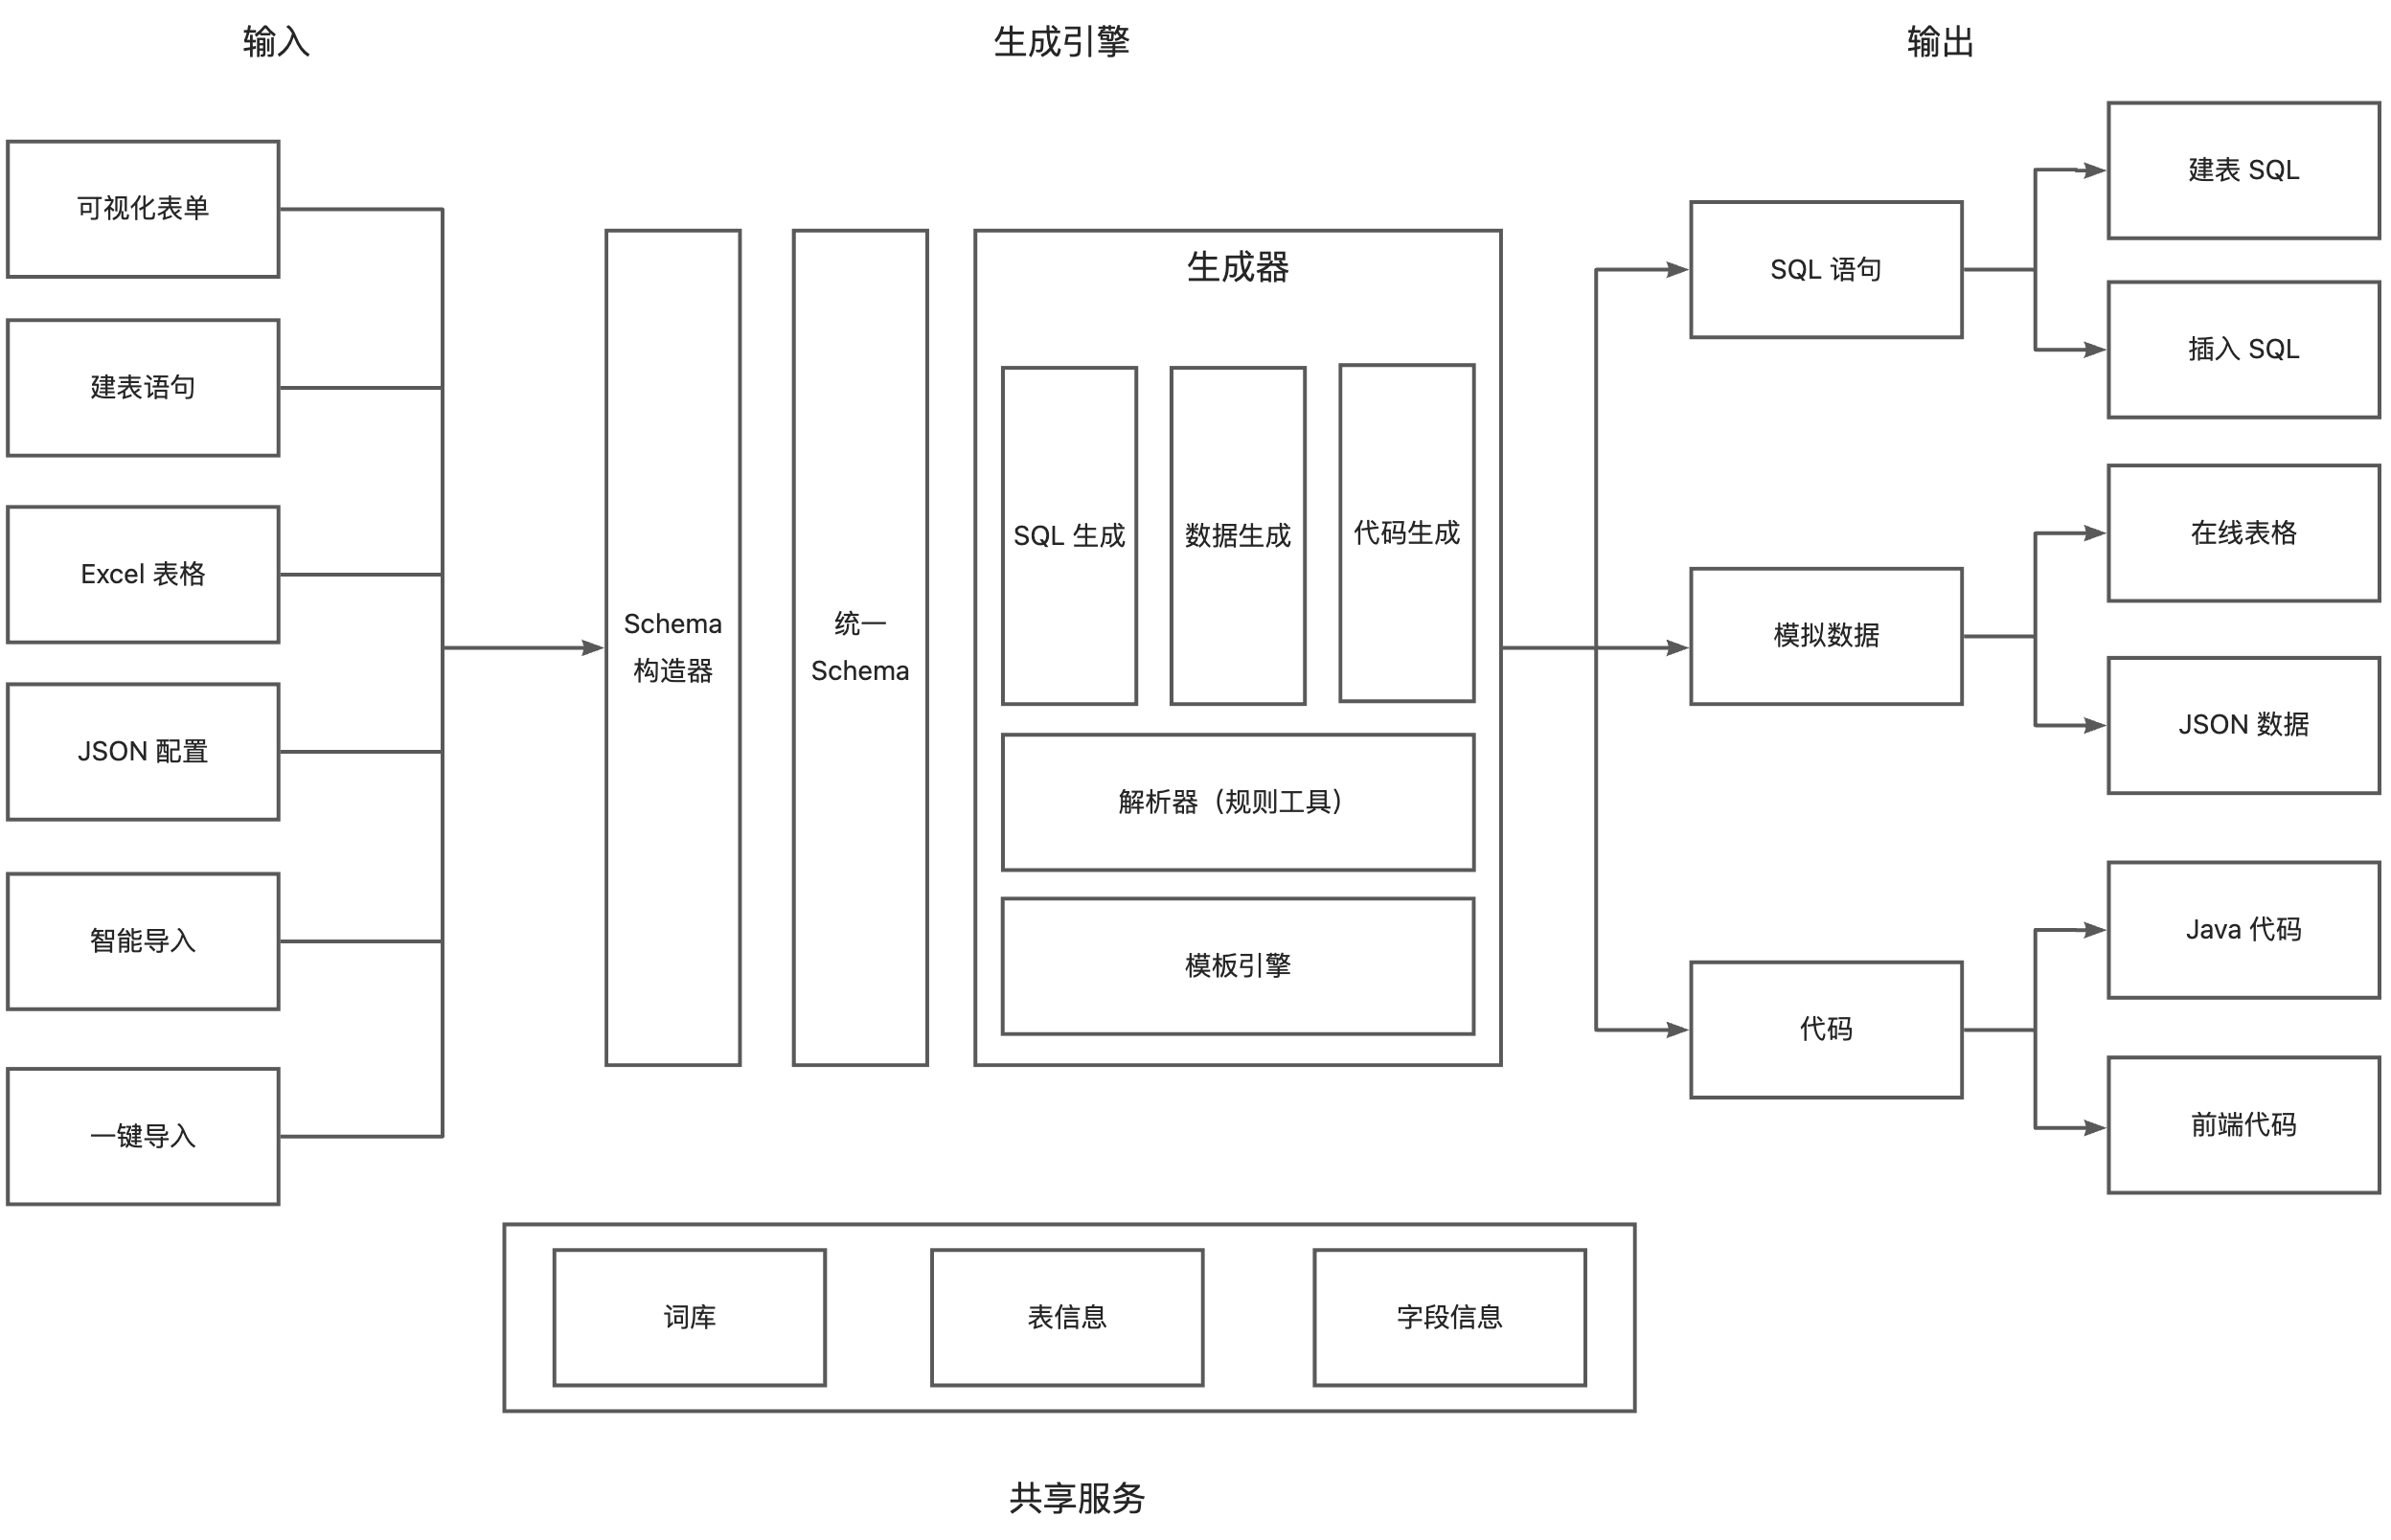 输入
生成引擎
输出
可视化表单
建表语句
Excel 表格
JSON 配置
智能导入
一键导入
Schema
构造器
统一
Schema
生成器
SQL 生成
数据生成
代码生成
解析器（规则工具）
模板引擎
SQL 语句
建表 SQL
插入 SQL
模拟数据
在线表格
JSON 数据
代码
Java 代码
前端代码
词库
表信息
字段信息
共享服务